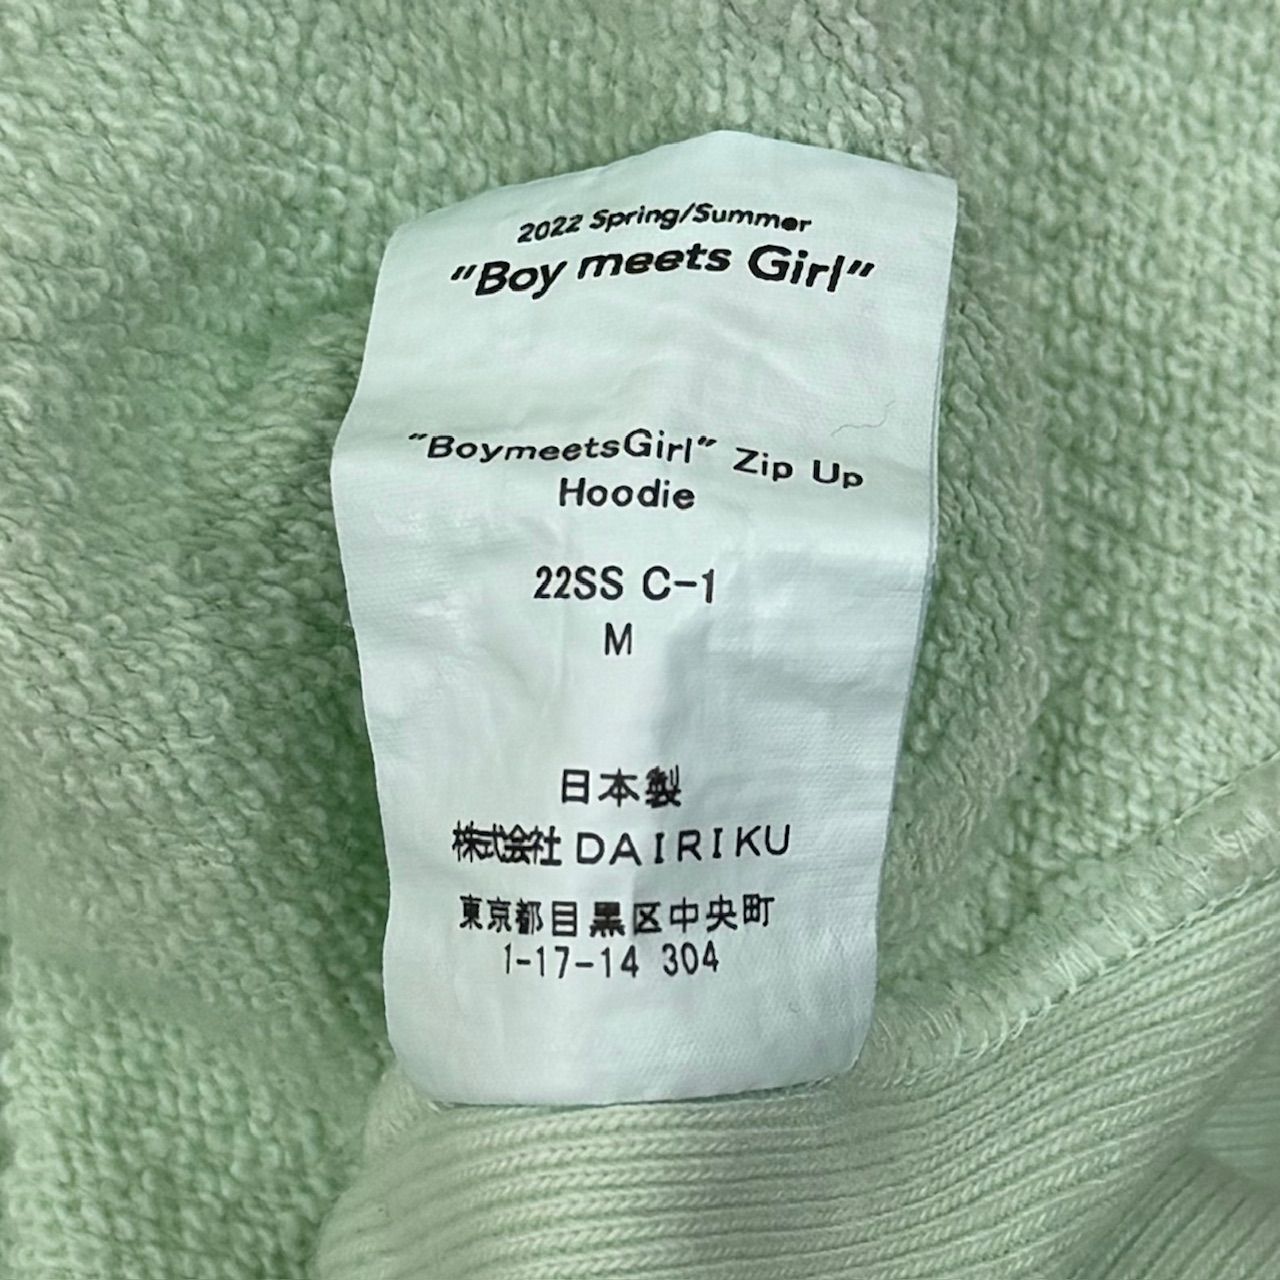 2022 Spring/Summer
"Boy meets Girl"
"BoymeetsGirl" Zip Up
Hoodie
22SS C-1
M
日本製
株式会社 DAIRIKU
東京都目黒区中央町
1-17-14 304